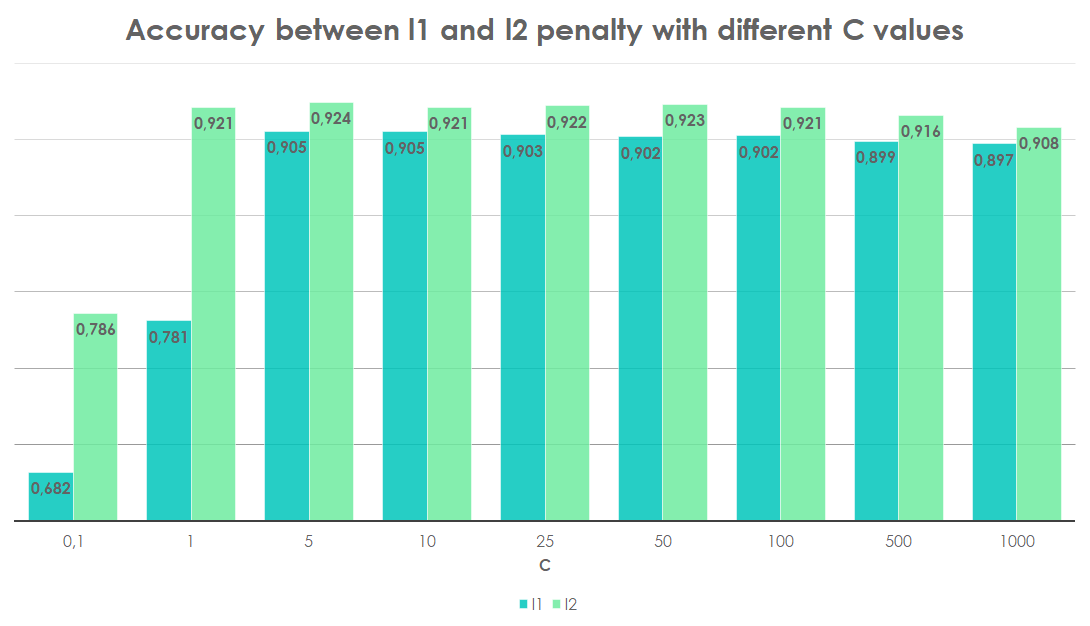 Accuracy between l1 and l2 penalty with different C values
0,682 0,786 0,781 0,921 0,905 0,924 0,905 0,921 0,903 0,922 0,902 0,923 0,902 0,921 0,899 0,916 0,897 0,908
0,1 1 5 10 25 50 100 500 1000
C
l1 l2